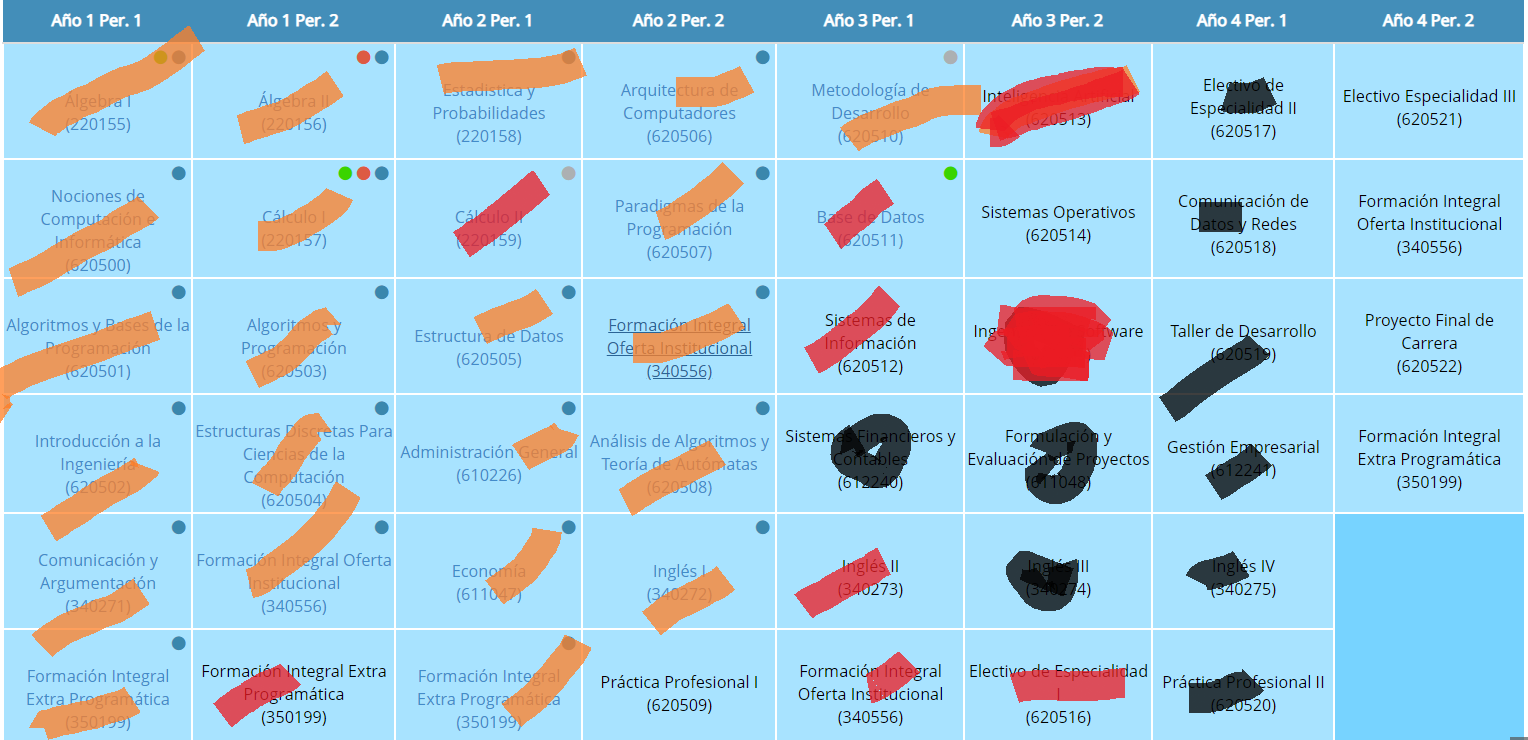 Año 1 Per. 1
Año 1 Per. 2
Año 2 Per. 1
Año 2 Per. 2
Año 3 Per. 1
Año 3 Per. 2
Año 4 Per. 1
Año 4 Per. 2
Álgebra I
(220155)
Álgebra II
(220156)
Estadística y
Probabilidades
(220158)
Arquitectura de
Computadores
(620506)
Metodología de
Desarrollo
(620510)
(620513)
Electivo de
Especialidad II
(620517)
Electivo Especialidad III
(620521)
Nociones de
Computación e
Informática
(620500)
Cálculo I
(220157)
Cálculo II
(220159)
Paradigmas de la
Programación
(620507)
Base de Datos
(620511)
Sistemas Operativos
(620514)
Comunicación de
Datos y Redes
(620518)
Formación Integral
Oferta Institucional
(340556)
Algoritmos y Bases de la
Programación
(620501)
Algoritmos y
Programación
(620503)
Estructura de Datos
(620505)
Formación Integral
Oferta Institucional
(340556)
Sistemas de
Información
(620512)
Taller de Desarrollo
(620519)
Proyecto Final de
Carrera
(620522)
Introducción a la
Ingeniería
(620502)
Estructuras Discretas Para
Ciencias de la
Computación
(620504)
Administración General
(610226)
Análisis de Algoritmos y
Teoría de Autómatas
(620508)
Sistemas Financieros y
Contables
(612240)
Formulación y
Evaluación de Proyectos
(611048)
Gestión Empresarial
(612241)
Formación Integral
Extra Programática
(350199)
Comunicación y
Argumentación
(340271)
Formación Integral Oferta
Institucional
(340556)
Economía
(611047)
Inglés I
(340272)
Inglés II
(340273)
Inglés III
(340274)
Inglés IV
(340275)
Formación Integral
Extra Programática
(350199)
Formación Integral Extra
Programática
(350199)
Formación Integral
Extra Programática
(350199)
Práctica Profesional I
(620509)
Formación Integral
Oferta Institucional
(340556)
Electivo de Especialidad
I
(620516)
Práctica Profesional II
(620520)